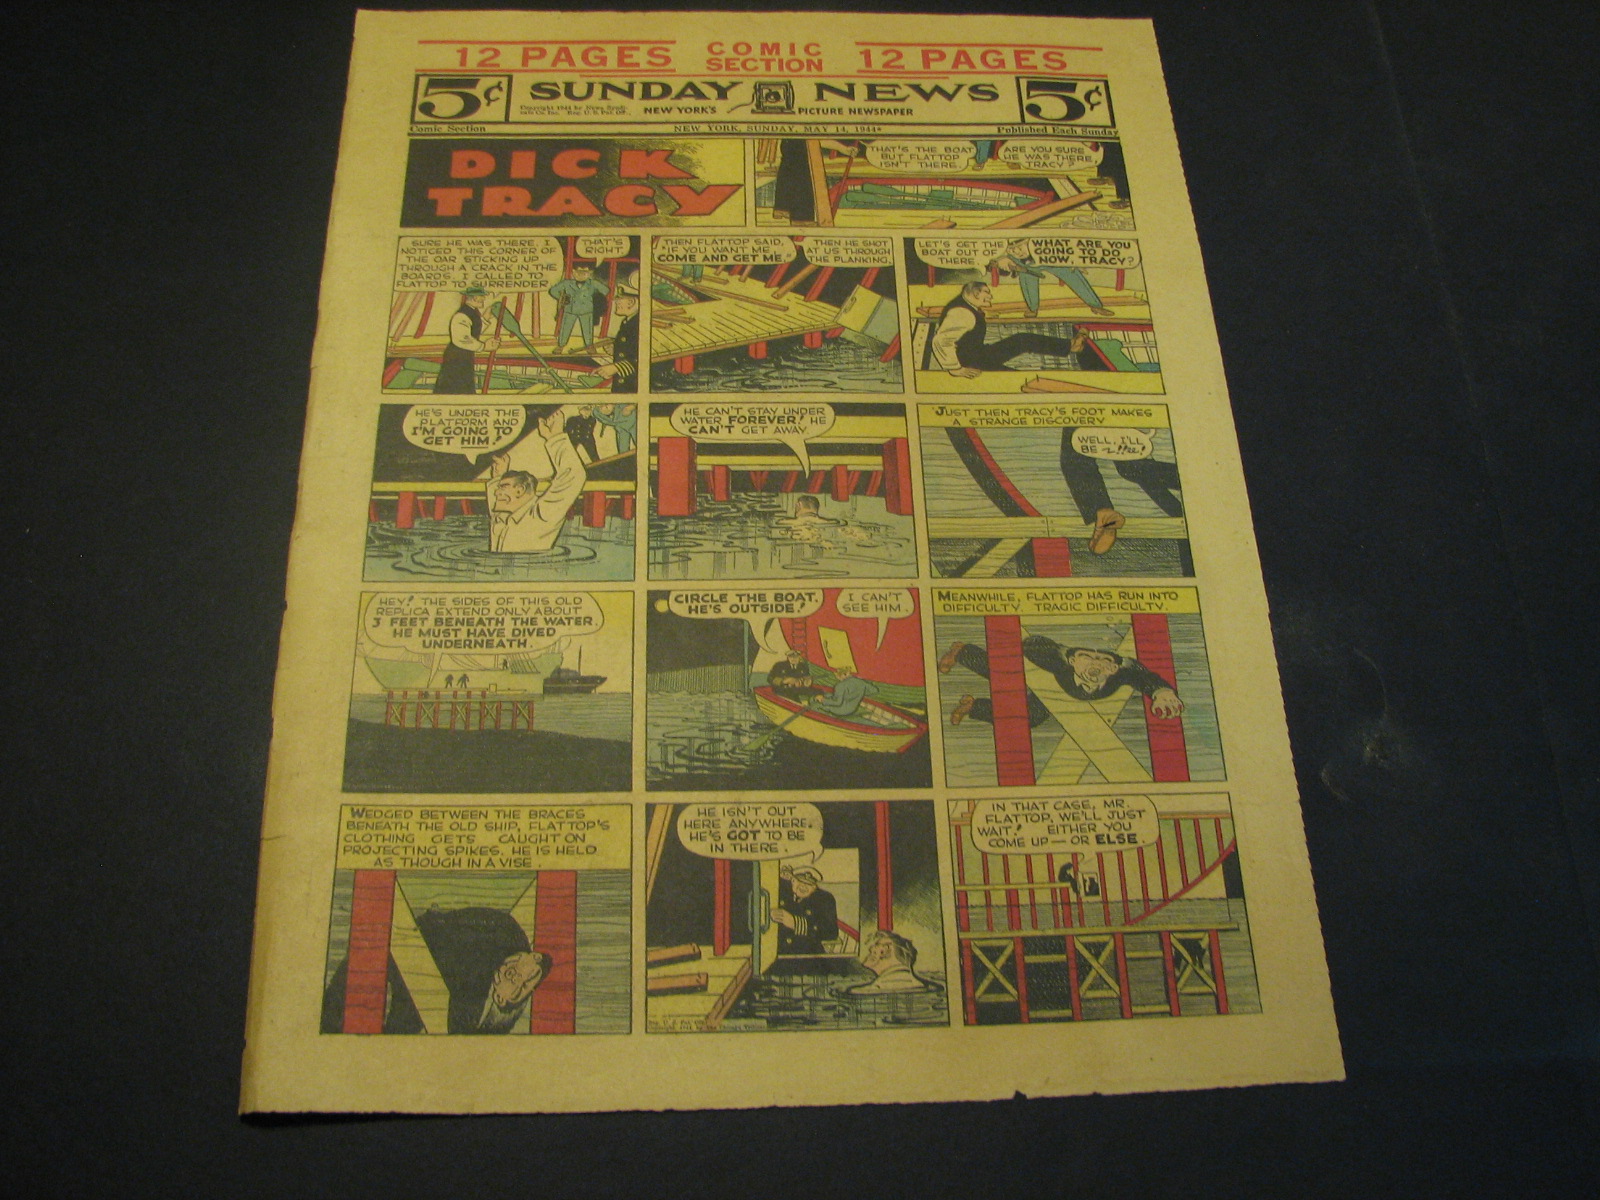 12 PAGES COMIC SECTION 12 PAGES
5¢ SUNDAY NEWS 5¢
Copyright 1944 by News Syndi-
cate Co. Inc. Reg. U. S. Pat. Off.
NEW YORK'S PICTURE NEWSPAPER
Comic Section NEW YORK, SUNDAY, MAY 14, 1944* Published Each Sunday
DICK
TRACY
THAT'S THE BOAT
BUT FLATTOP
ISN'T THERE.
ARE YOU SURE
HE WAS THERE,
TRACY?
SURE HE WAS THERE. I
NOTICED THIS CORNER OF
THE OAR STICKING UP
THROUGH A CRACK IN THE
BOARDS. I CALLED TO
FLATTOP TO SURRENDER
THAT'S
RIGHT
THEN FLATTOP SAID,
"IF YOU WANT ME,
COME AND GET ME."
THEN HE SHOT
AT US THROUGH
THE PLANKING.
LET'S GET THE
BOAT OUT OF
THERE.
WHAT ARE YOU
GOING TO DO
NOW, TRACY?
HE'S UNDER THE
PLATFORM AND
I'M GOING TO
GET HIM!
HE CAN'T STAY UNDER
WATER FOREVER! HE
CAN'T GET AWAY.
JUST THEN TRACY'S FOOT MAKES
A STRANGE DISCOVERY
WELL, I'LL
BE
HEY! THE SIDES OF THIS OLD
REPLICA EXTEND ONLY ABOUT
3 FEET BENEATH THE WATER.
HE MUST HAVE DIVED
UNDERNEATH.
CIRCLE THE BOAT.
HE'S OUTSIDE!
I CAN'T
SEE HIM.
MEANWHILE, FLATTOP HAS RUN INTO
DIFFICULTY. TRAGIC DIFFICULTY.
WEDGED BETWEEN THE BRACES
BENEATH THE OLD SHIP, FLATTOP'S
CLOTHING GETS CAUGHT ON
PROJECTING SPIKES. HE IS HELD
AS THOUGH IN A VISE.
HE ISN'T OUT
HERE ANYWHERE.
HE'S GOT TO BE
IN THERE.
IN THAT CASE, MR.
FLATTOP, WE'LL JUST
WAIT! EITHER YOU
COME UP — OR ELSE.